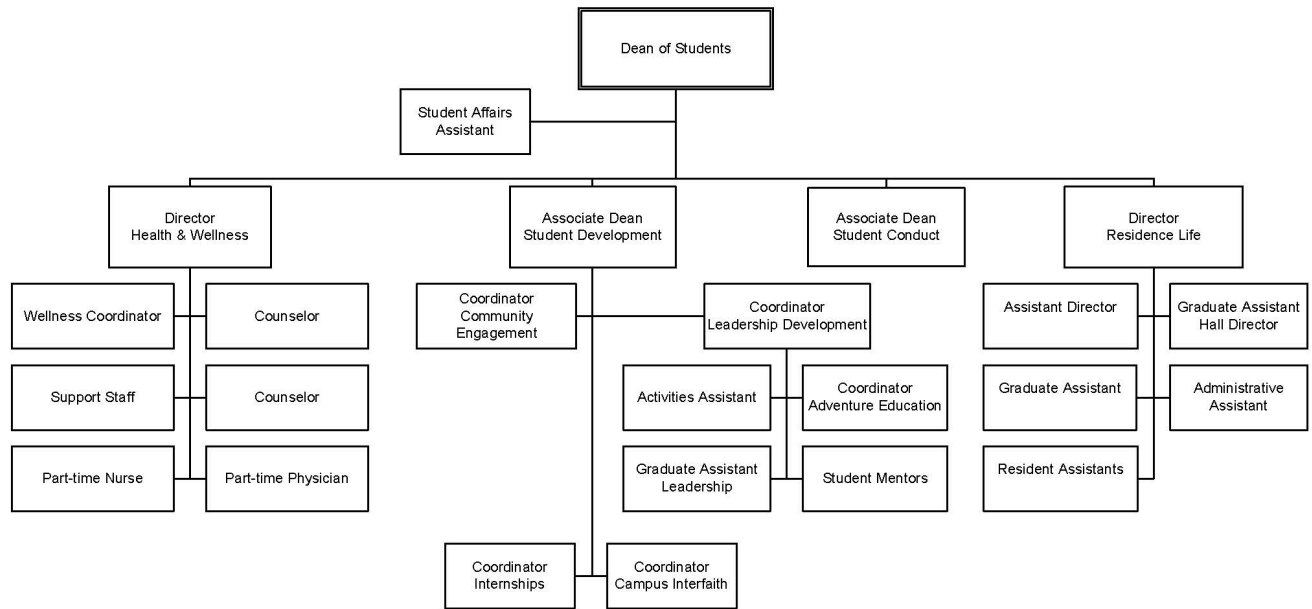 Dean of Students
Student Affairs
Assistant
Director
Health & Wellness
Associate Dean
Student Development
Associate Dean
Student Conduct
Director
Residence Life
Wellness Coordinator
Counselor
Coordinator
Community
Engagement
Coordinator
Leadership Development
Assistant Director
Graduate Assistant
Hall Director
Support Staff
Counselor
Activities Assistant
Coordinator
Adventure Education
Graduate Assistant
Administrative
Assistant
Part-time Nurse
Part-time Physician
Graduate Assistant
Leadership
Student Mentors
Resident Assistants
Coordinator
Internships
Coordinator
Campus Interfaith